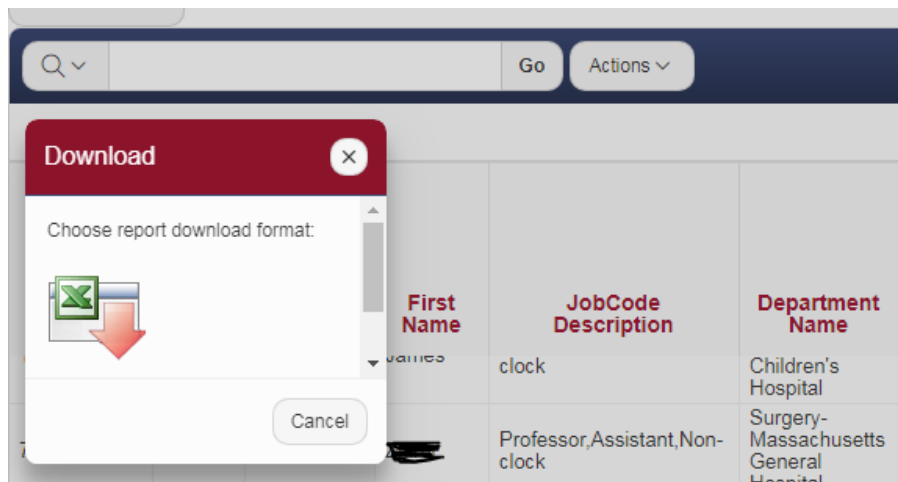 Go
Actions
Download
Choose report download format:
Cancel
First
Name
JobCode
Description
Department
Name
clock
Children's
Hospital
Professor,Assistant,Non-
clock
Surgery-
Massachusetts
General
Hospital